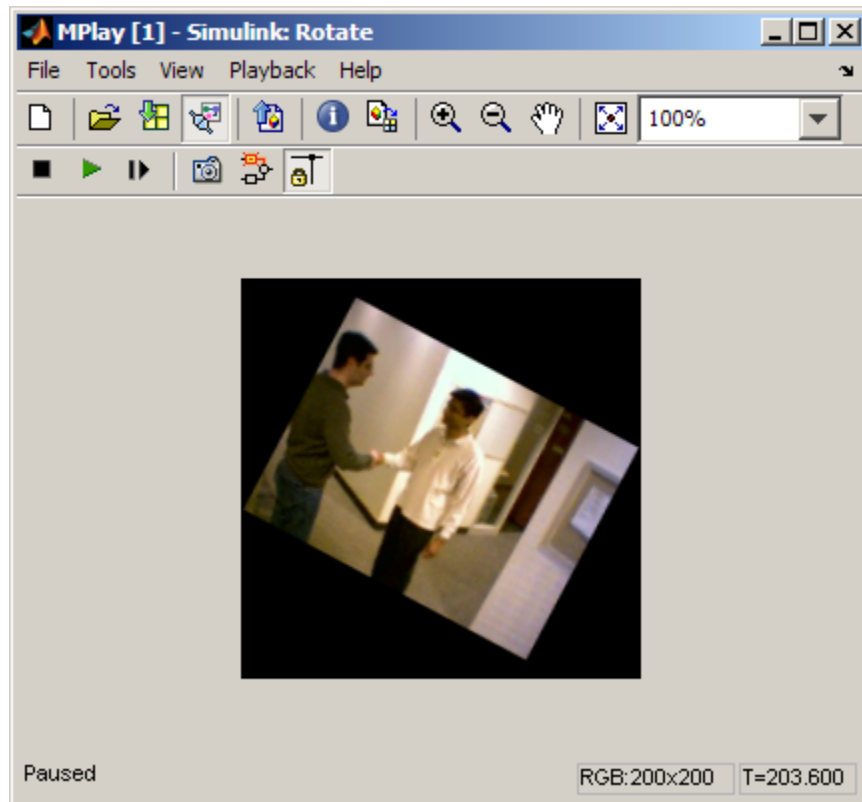 MPlay [1] - Simulink: Rotate
File Tools View Playback Help
100%
Paused RGB:200x200 T=203.600